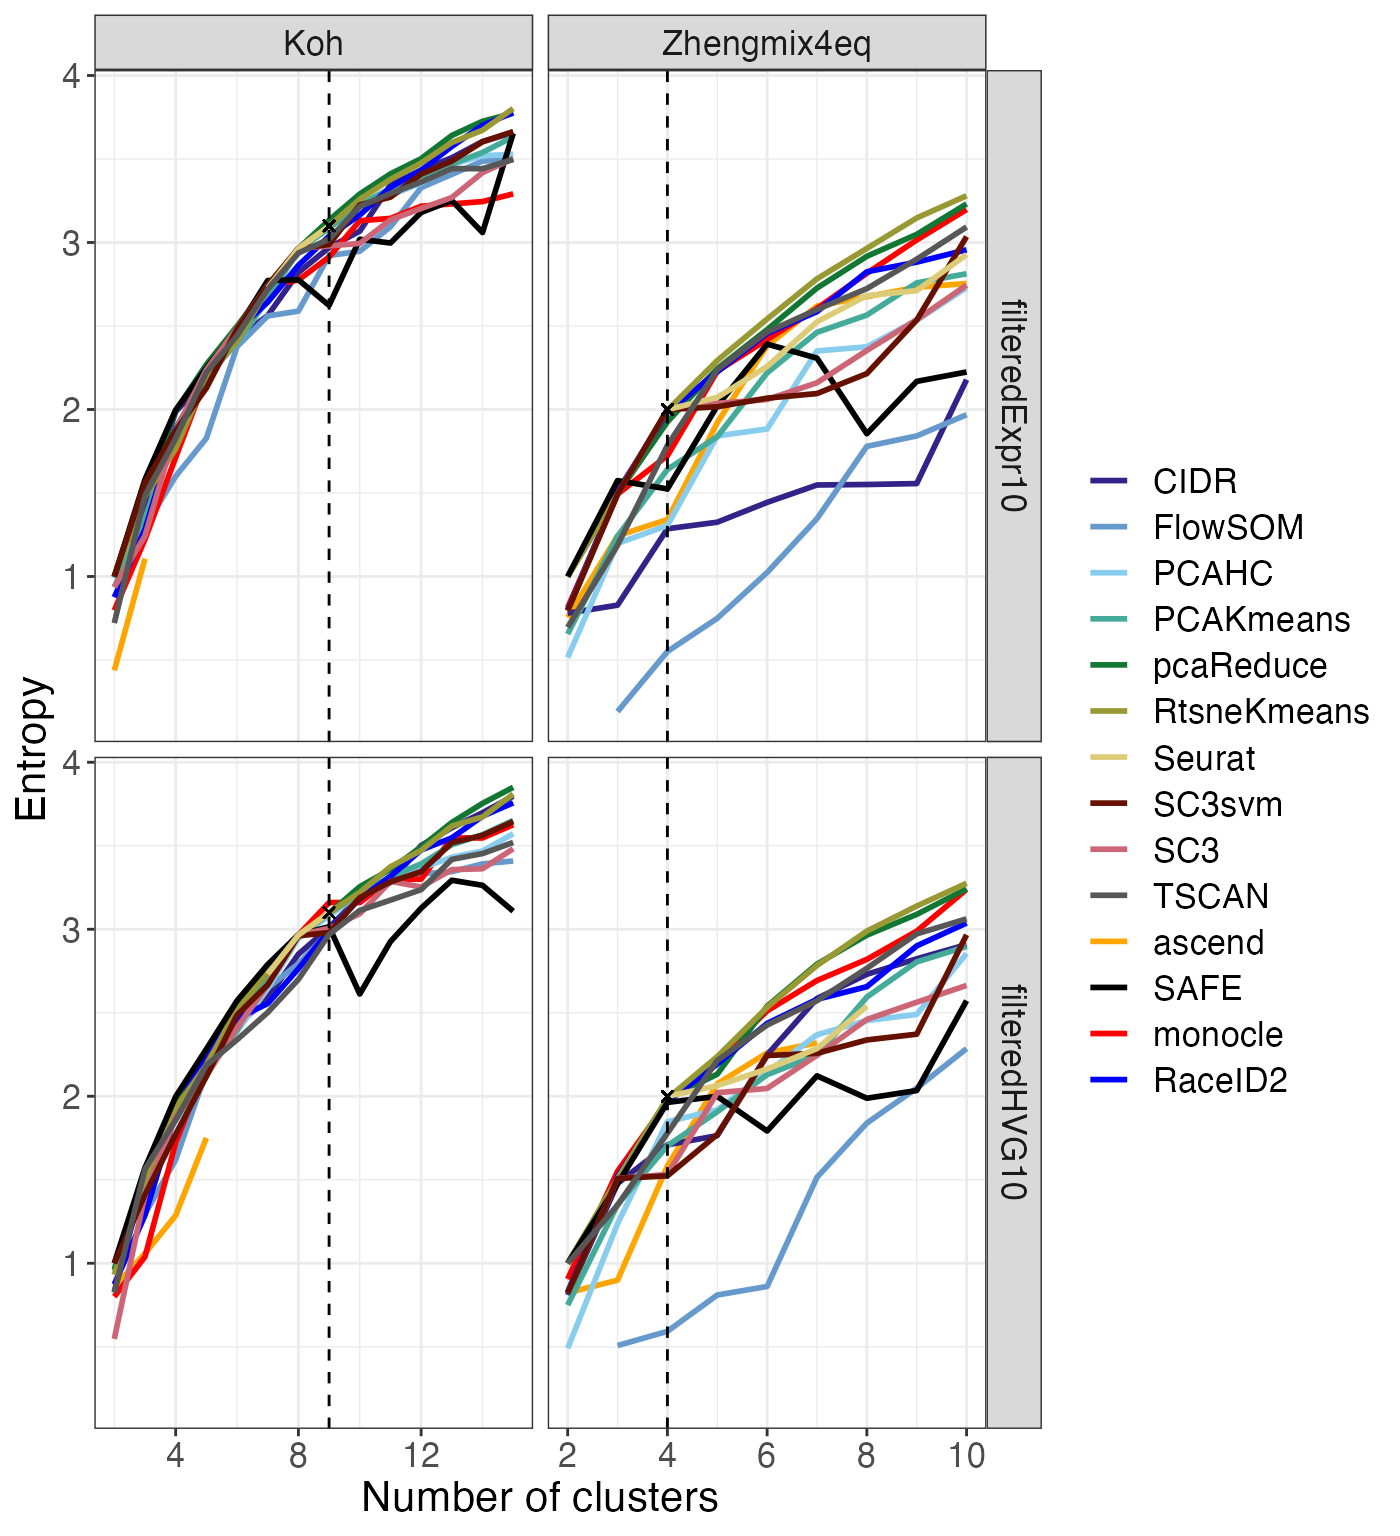 Koh
Zhengmix4eq
4
3
2
1
filteredExpr10
4
3
2
1
filteredHVG10
Entropy
4
8
12
2
4
6
8
10
Number of clusters
CIDR
FlowSOM
PCAHC
PCAKmeans
pcaReduce
RtsneKmeans
Seurat
SC3svm
SC3
TSCAN
ascend
SAFE
monocle
RaceID2